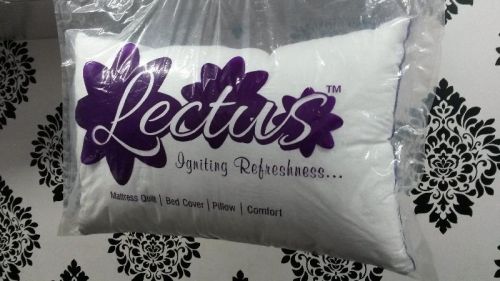 Lectus™
Igniting Refreshness...
Mattress Quilt | Bed Cover | Pillow | Comfort